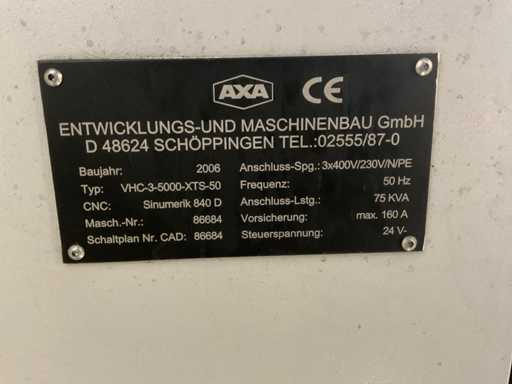 AXA CE
ENTWICKLUNGS-UND MASCHINENBAU GmbH
D 48624 SCHÖPPINGEN TEL.:02555/87-0
Baujahr: 2006 Anschluss-Spg.: 3x400V/230V/N/PE
Typ: VHC-3-5000-XTS-50 Frequenz: 50 Hz
CNC: Sinumerik 840 D Anschluss-Lstg.: 75 KVA
Masch.-Nr.: 86684 Vorsicherung: max. 160 A
Schaltplan Nr. CAD: 86684 Steuerspannung: 24 V-